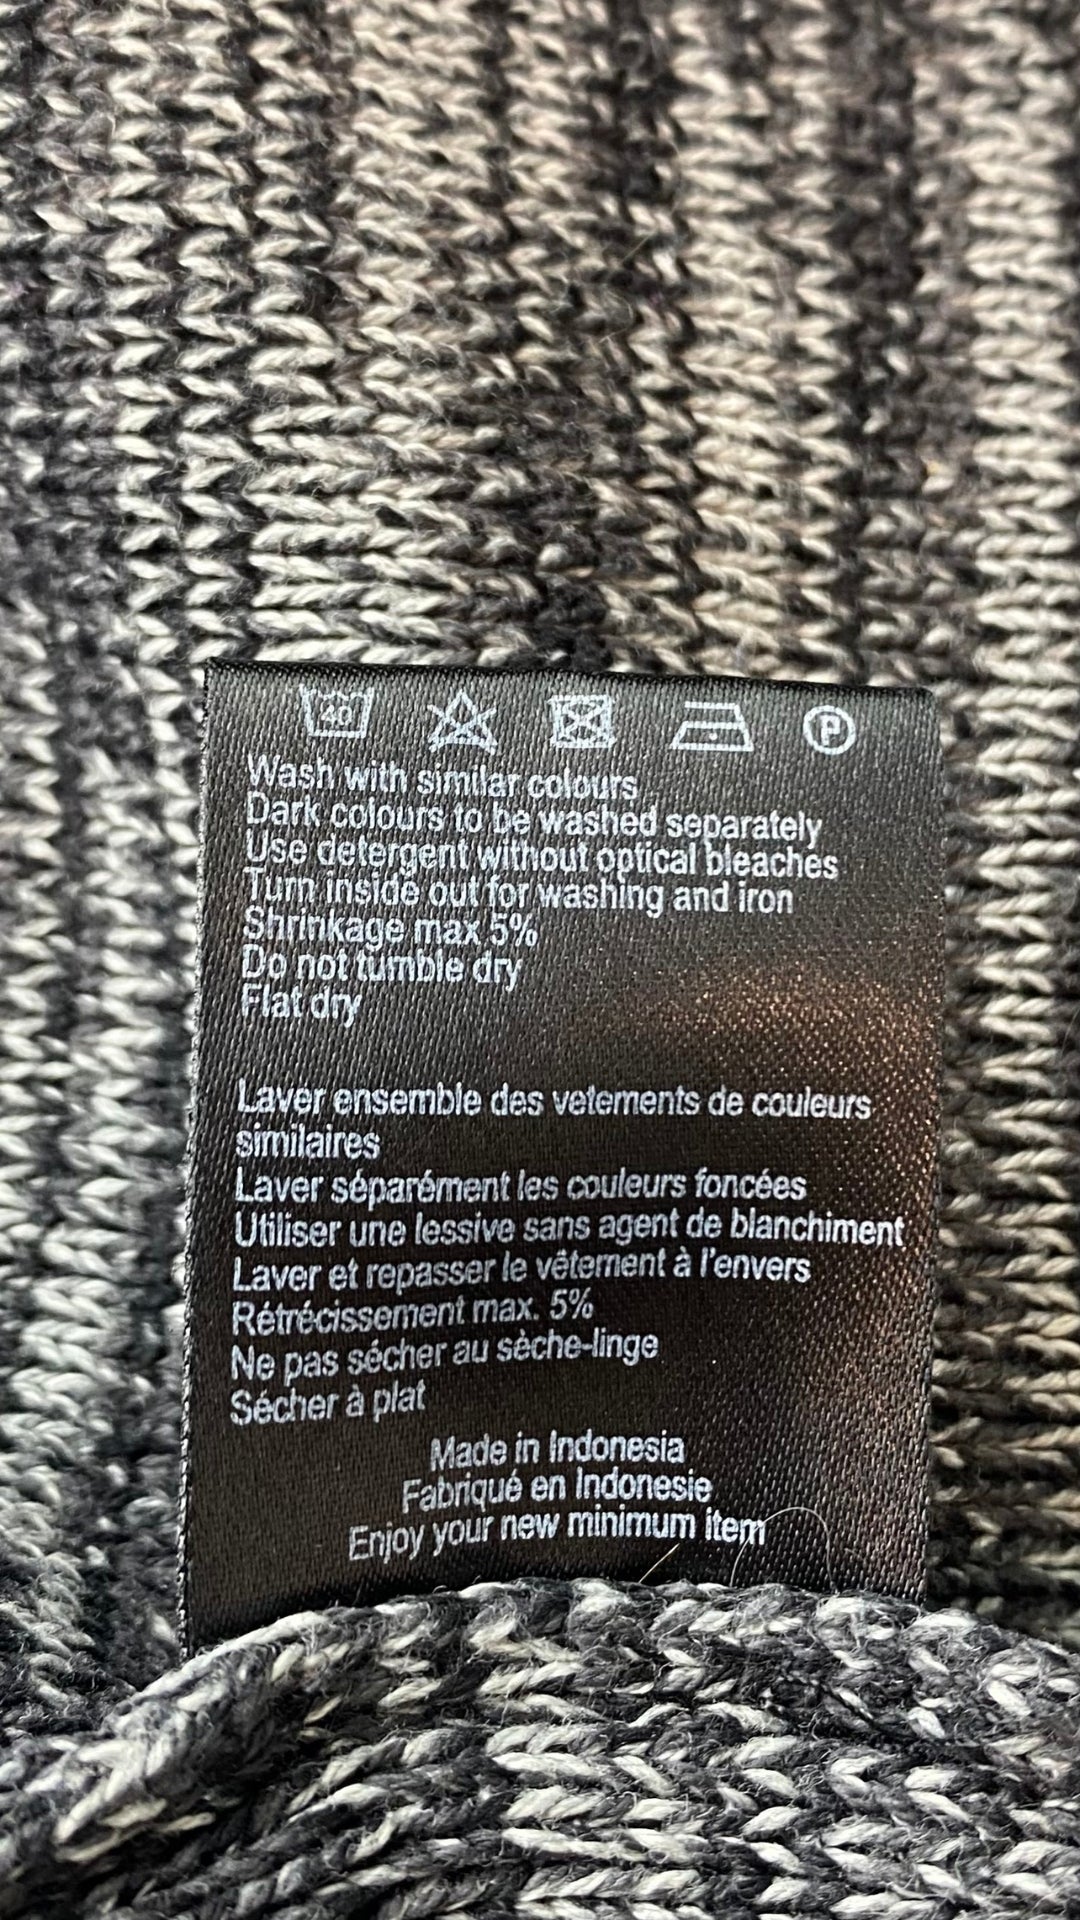 40 P
Wash with similar colours
Dark colours to be washed separately
Use detergent without optical bleaches
Turn inside out for washing and iron
Shrinkage max 5%
Do not tumble dry
Flat dry
Laver ensemble des vetements de couleurs
similaires
Laver séparément les couleurs foncées
Utiliser une lessive sans agent de blanchiment
Laver et repasser le vêtement à l'envers
Rétrécissement max. 5%
Ne pas sécher au sèche-linge
Sécher à plat
Made in Indonesia
Fabriqué en Indonesie
Enjoy your new minimum item